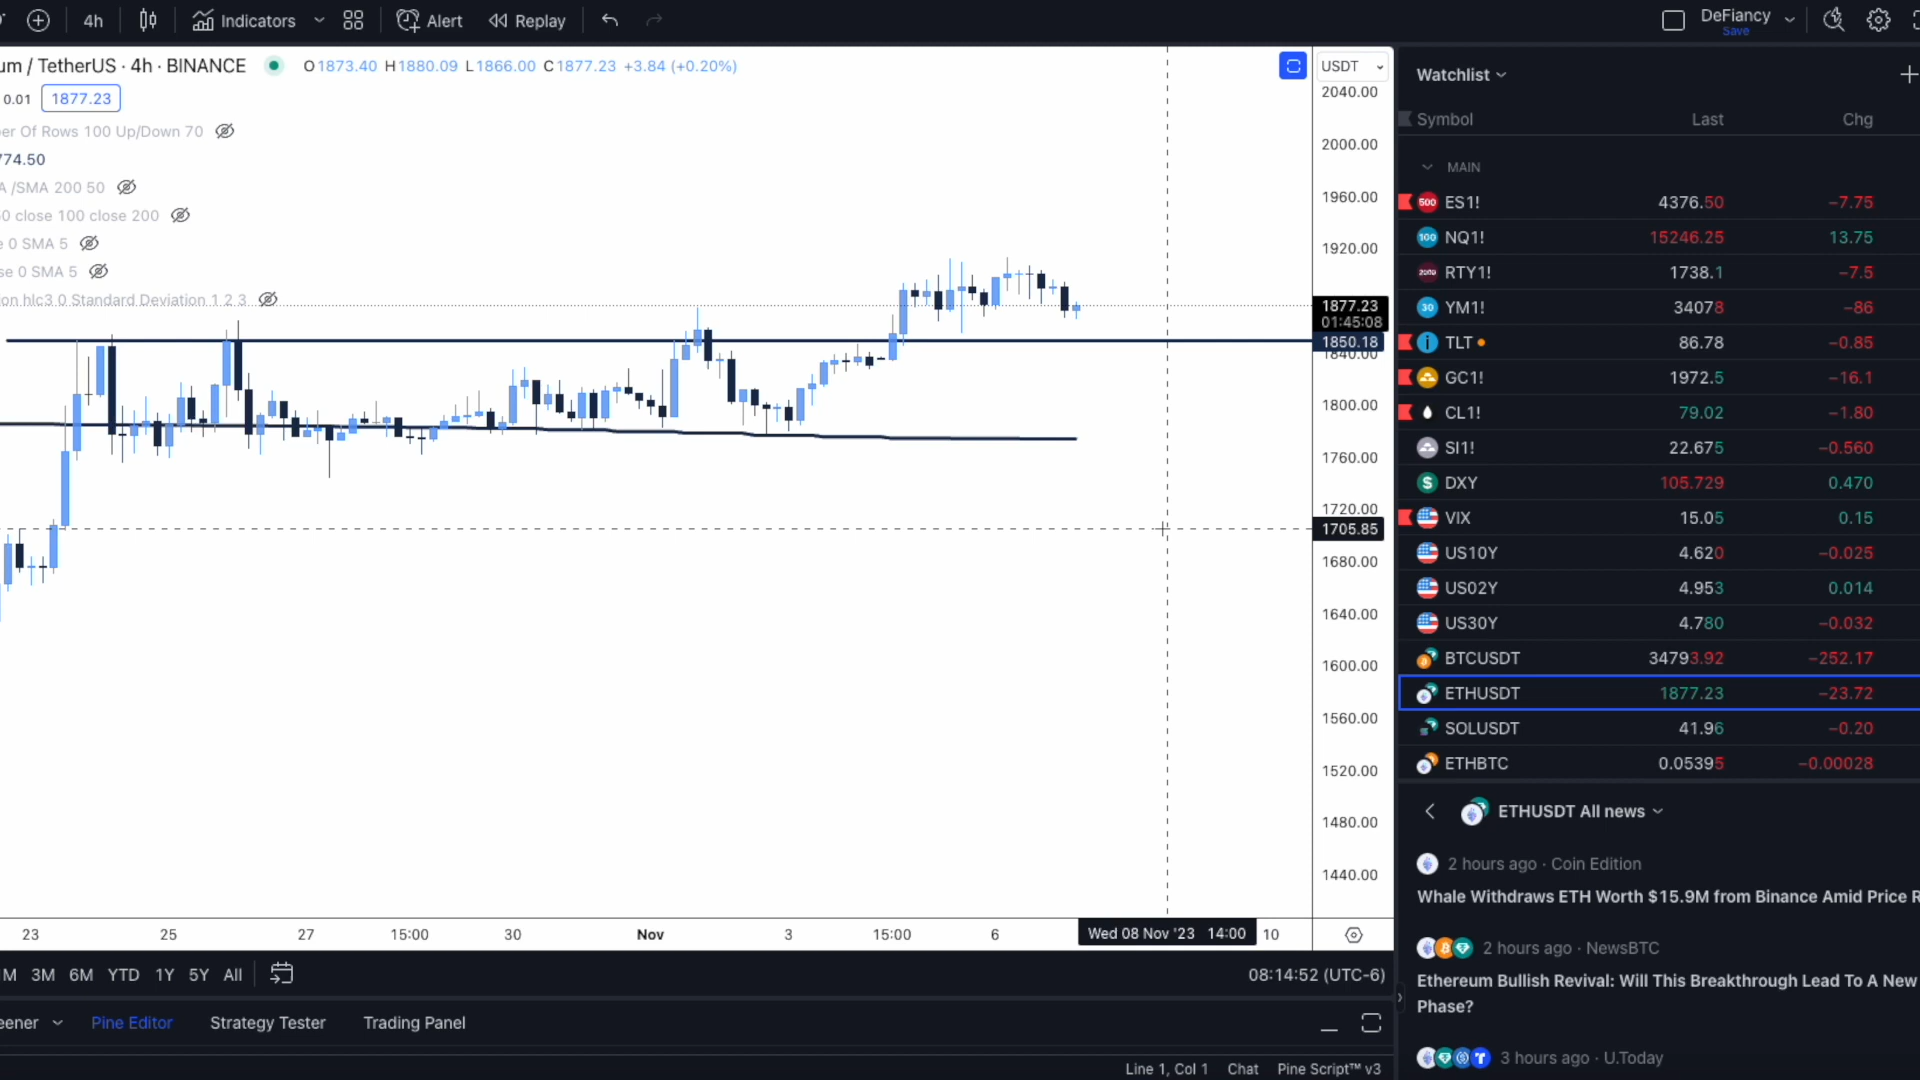 4h Indicators Alert Replay DeFiancy
Save
um / TetherUS · 4h · BINANCE O1873.40 H1880.09 L1866.00 C1877.23 +3.84 (+0.20%)
USDT
0.01 1877.23
er Of Rows 100 Up/Down 70
774.50
A /SMA 200 50
0 close 100 close 200
e 0 SMA 5
se 0 SMA 5
on hlc3 0 Standard Deviation 1 2 3
2040.00
2000.00
1960.00
1920.00
1877.23
01:45:08
1850.18
1840.00
1800.00
1760.00
1720.00
1705.85
1680.00
1640.00
1600.00
1560.00
1520.00
1480.00
1440.00
23 25 27 15:00 30 Nov 3 15:00 6 Wed 08 Nov '23 14:00 10
M 3M 6M YTD 1Y 5Y All 08:14:52 (UTC-6)
eener Pine Editor Strategy Tester Trading Panel
Line 1, Col 1 Chat Pine Script™ v3
Watchlist
Symbol Last Chg
MAIN
500 ES1! 4376.50 −7.75
100 NQ1! 15246.25 13.75
2000 RTY1! 1738.1 −7.5
30 YM1! 34078 −86
TLT 86.78 −0.85
GC1! 1972.5 −16.1
CL1! 79.02 −1.80
SI1! 22.675 −0.560
$ DXY 105.729 0.470
VIX 15.05 0.15
US10Y 4.620 −0.025
US02Y 4.953 0.014
US30Y 4.780 −0.032
BTCUSDT 34793.92 −252.17
ETHUSDT 1877.23 −23.72
SOLUSDT 41.96 −0.20
ETHBTC 0.05395 −0.00028
ETHUSDT All news
2 hours ago · Coin Edition
Whale Withdraws ETH Worth $15.9M from Binance Amid Price R
2 hours ago · NewsBTC
Ethereum Bullish Revival: Will This Breakthrough Lead To A New
Phase?
3 hours ago · U.Today